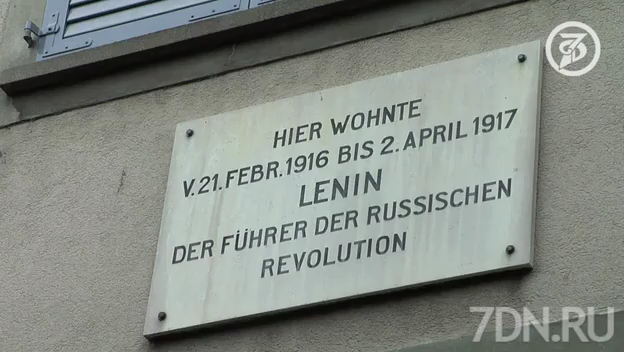 HIER WOHNTE
V. 21. FEBR. 1916 BIS 2. APRIL 1917
LENIN
DER FÜHRER DER RUSSISCHEN
REVOLUTION
7DN.RU